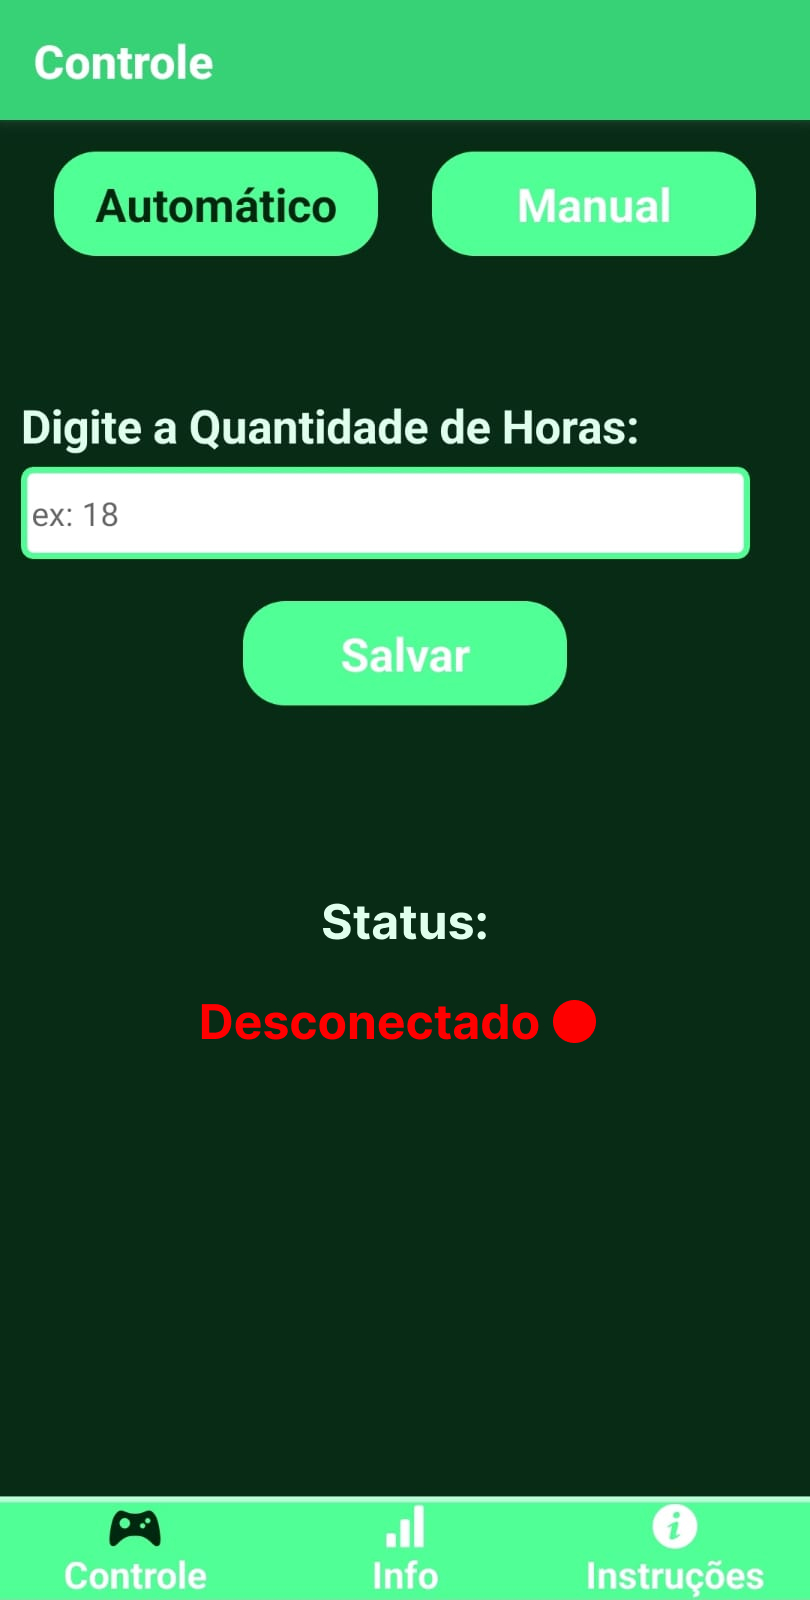 Controle
Automático Manual
Digite a Quantidade de Horas:
ex: 18
Salvar
Status:
Desconectado
Controle Info Instruções